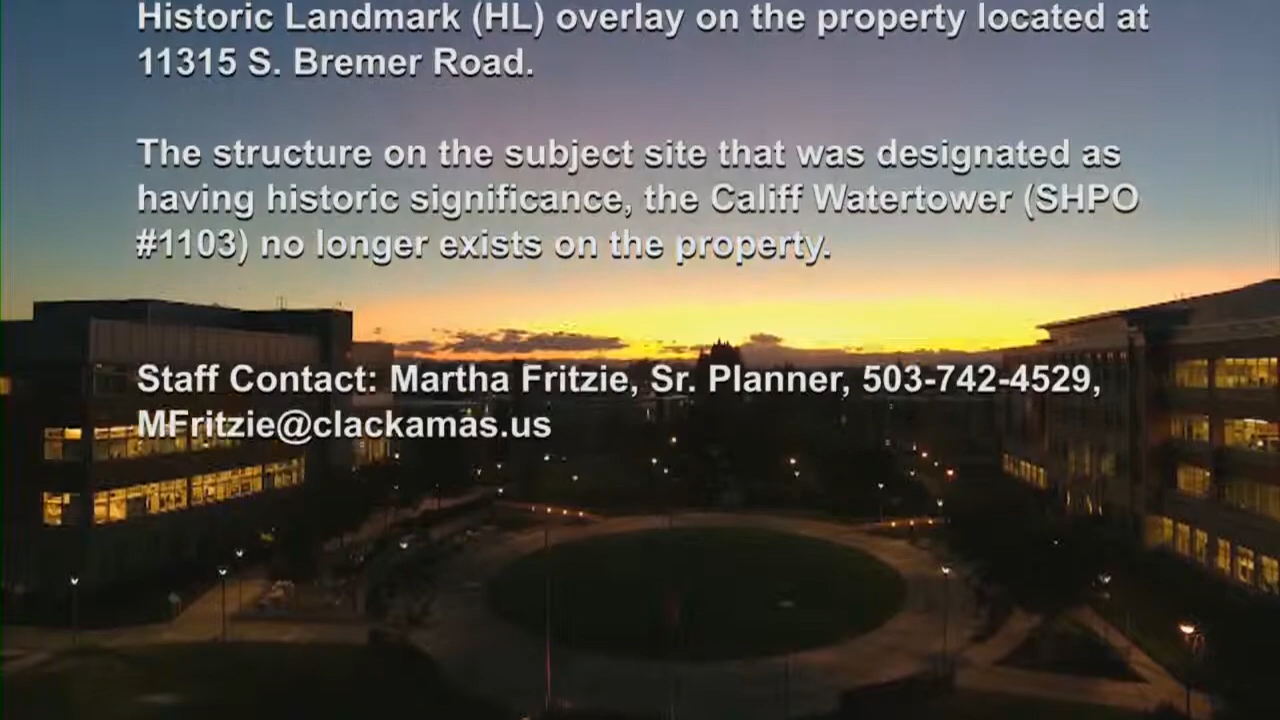 Historic Landmark (HL) overlay on the property located at
11315 S. Bremer Road.
The structure on the subject site that was designated as
having historic significance, the Califf Watertower (SHPO
#1103) no longer exists on the property.
Staff Contact: Martha Fritzie, Sr. Planner, 503-742-4529,
MFritzie@clackamas.us